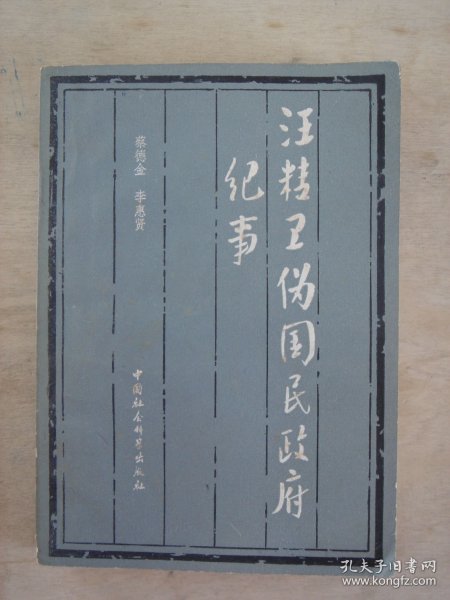 汪精卫伪国民政府
纪事
蔡德金 李惠贤
中国社会科学出版社
孔夫子旧书网
www.kongfz.com